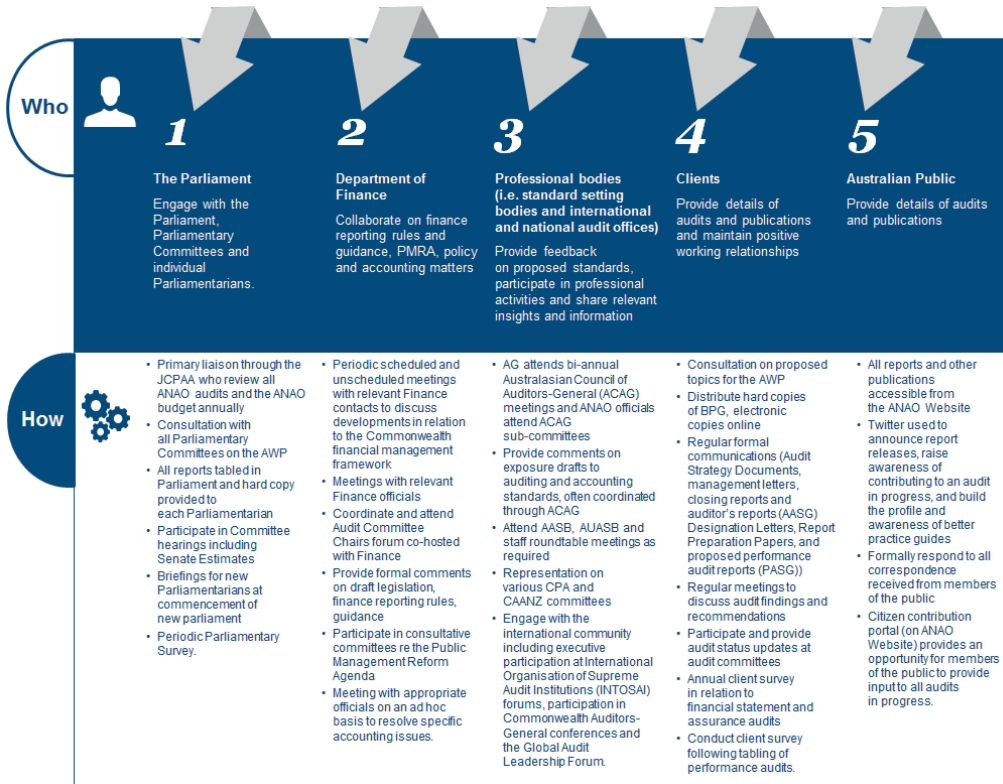 Who
1
The Parliament
Engage with the
Parliament,
Parliamentary
Committees and
individual
Parliamentarians.
2
Department of
Finance
Collaborate on finance
reporting rules and
guidance, PMRA, policy
and accounting matters
3
Professional bodies
(i.e. standard setting
bodies and international
and national audit offices)
Provide feedback
on proposed standards,
participate in professional
activities and share relevant
insights and information
4
Clients
Provide details of
audits and publications
and maintain positive
working relationships
5
Australian Public
Provide details of audits
and publications
How
• Primary liaison through the
JCPAA who review all
ANAO audits and the ANAO
budget annually
• Consultation with
all Parliamentary
Committees on the AWP
• All reports tabled in
Parliament and hard copy
provided to
each Parliamentarian
• Participate in Committee
hearings including
Senate Estimates
• Briefings for new
Parliamentarians at
commencement of
new parliament
• Periodic Parliamentary
Survey.
• Periodic scheduled and
unscheduled meetings
with relevant Finance
contacts to discuss
developments in relation
to the Commonwealth
financial management
framework
• Meetings with relevant
Finance officials
• Coordinate and attend
Audit Committee
Chairs forum co-hosted
with Finance
• Provide formal comments
on draft legislation,
finance reporting rules,
guidance
• Participate in consultative
committees re the Public
Management Reform
Agenda
• Meeting with appropriate
officials on an ad hoc
basis to resolve specific
accounting issues.
• AG attends bi-annual
Australasian Council of
Auditors-General (ACAG)
meetings and ANAO officials
attend ACAG
sub-committees
• Provide comments on
exposure drafts to
auditing and accounting
standards, often coordinated
through ACAG
• Attend AASB, AUASB and
staff roundtable meetings as
required
• Representation on
various CPA and
CAANZ committees
• Engage with the
international community
including executive
participation at International
Organisation of Supreme
Audit Institutions (INTOSAI)
forums, participation in
Commonwealth Auditors-
General conferences and
the Global Audit
Leadership Forum.
• Consultation on proposed
topics for the AWP
• Distribute hard copies
of BPG, electronic
copies online
• Regular formal
communications (Audit
Strategy Documents,
management letters,
closing reports and
auditor's reports (AASG)
Designation Letters, Report
Preparation Papers, and
proposed performance
audit reports (PASG))
• Regular meetings to
discuss audit findings and
recommendations
• Participate and provide
audit status updates at
audit committees
• Annual client survey
in relation to
financial statement and
assurance audits
• Conduct client survey
following tabling of
performance audits.
• All reports and other
publications
accessible from
the ANAO Website
• Twitter used to
announce report
releases, raise
awareness of
contributing to an audit
in progress, and build
the profile and
awareness of better
practice guides
• Formally respond to all
correspondence
received from members
of the public
• Citizen contribution
portal (on ANAO
Website) provides an
opportunity for members
of the public to provide
input to all audits
in progress.